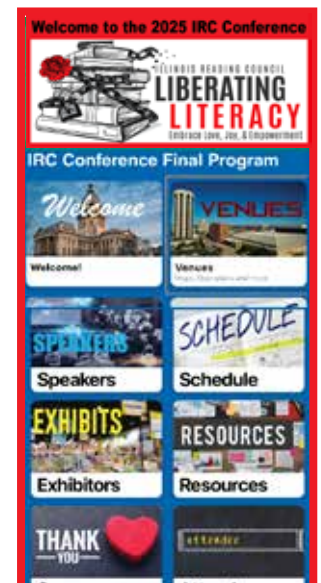 Welcome to the 2025 IRC Conference
ILLINOIS READING COUNCIL
LIBERATING
LITERACY
Embrace Love, Joy, & Empowerment
IRC Conference Final Program
Welcome
VENUES
Welcome!
Venues
SPEAKERS
SCHEDULE
Speakers
Schedule
EXHIBITS
RESOURCES
Exhibitors
Resources
THANK
YOU
attendee